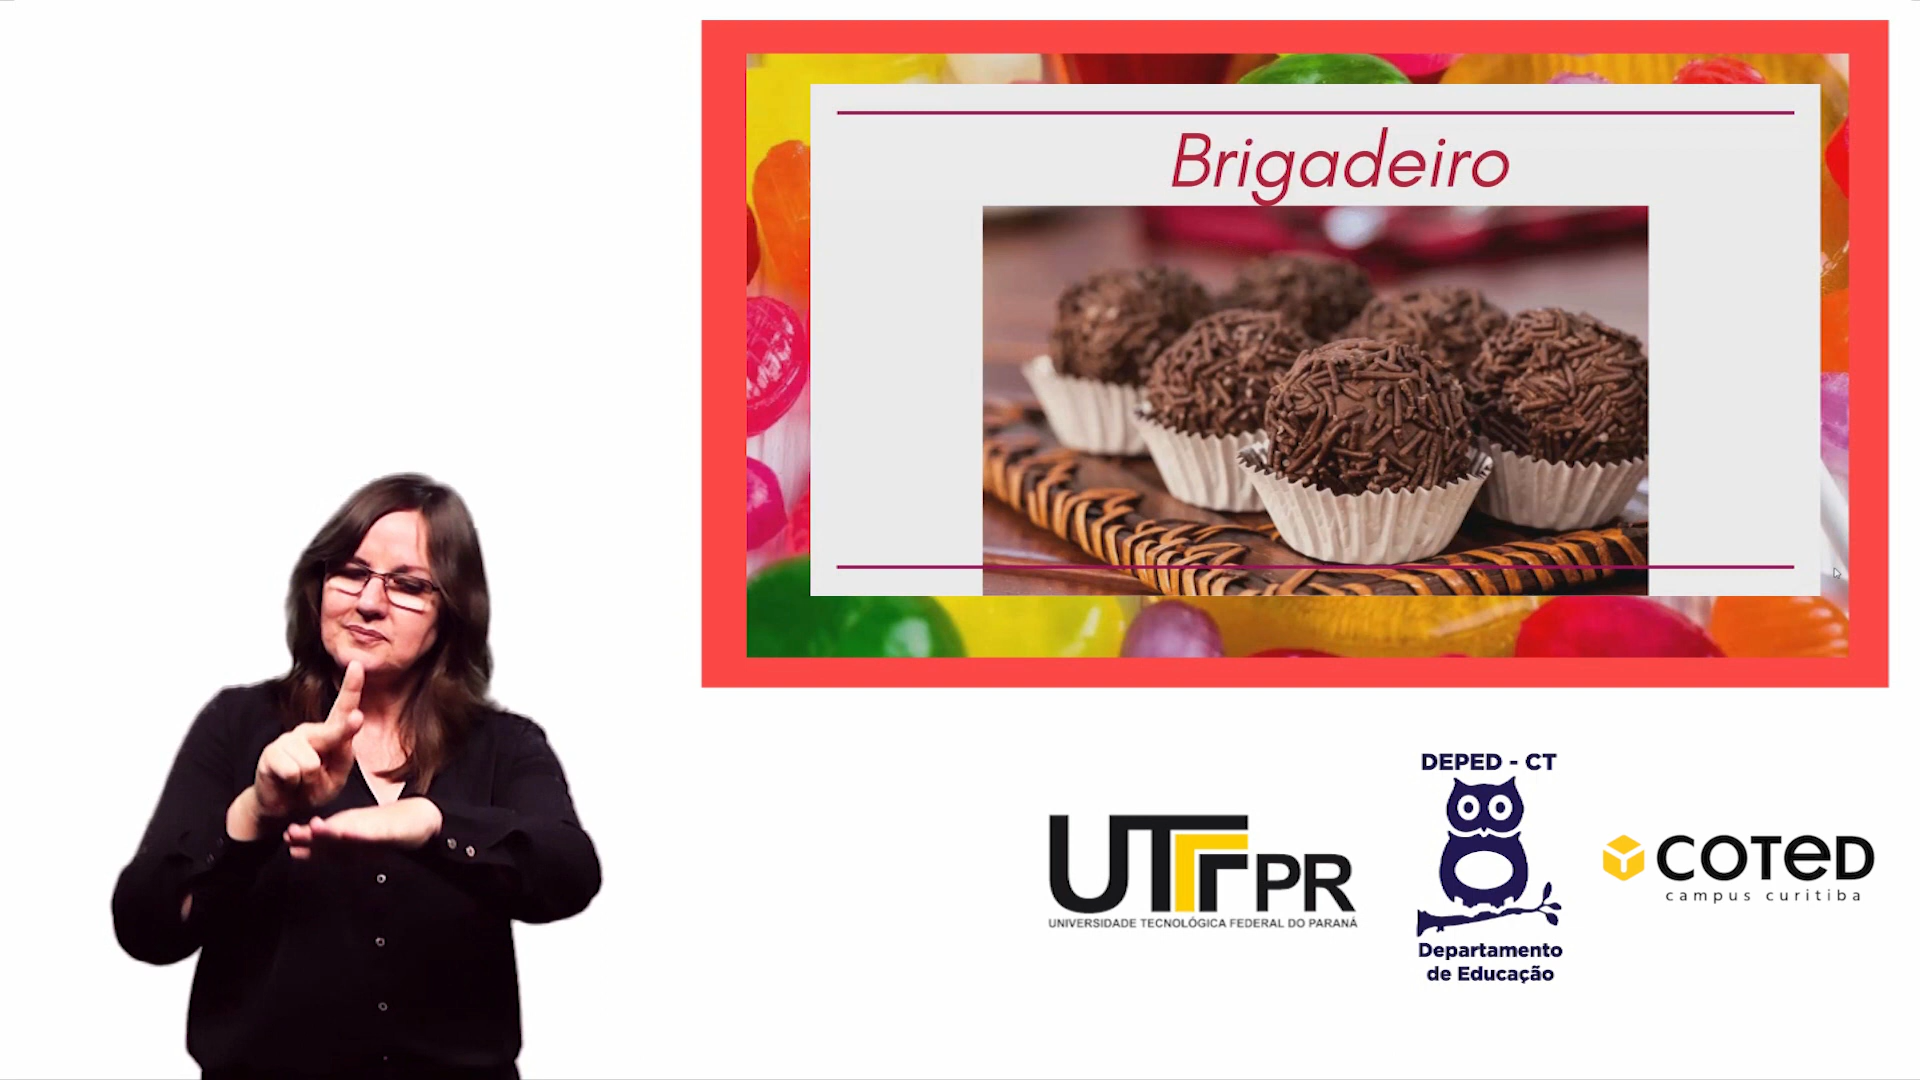 Brigadeiro
DEPED - CT
UTFPR
UNIVERSIDADE TECNOLÓGICA FEDERAL DO PARANÁ
COTED
campus curitiba
Departamento
de Educação